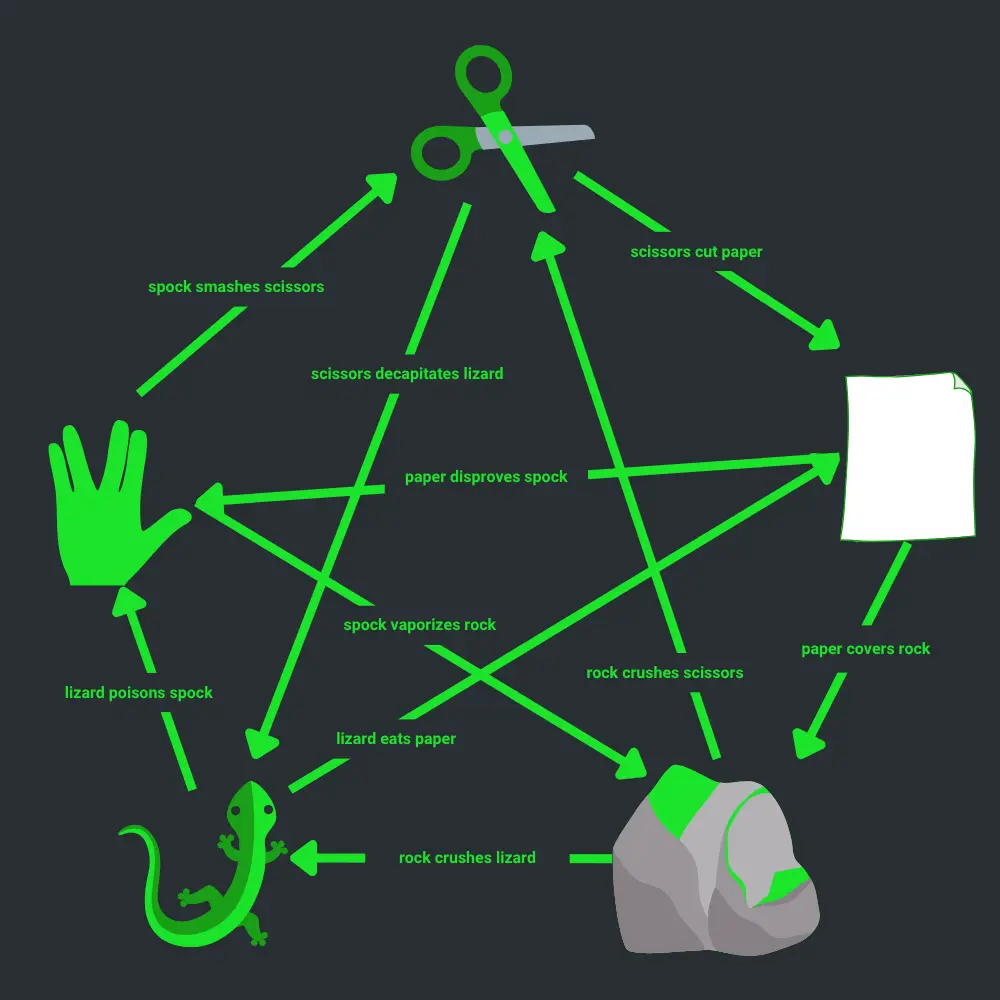 scissors cut paper
spock smashes scissors
scissors decapitates lizard
paper disproves spock
spock vaporizes rock
paper covers rock
rock crushes scissors
lizard poisons spock
lizard eats paper
rock crushes lizard